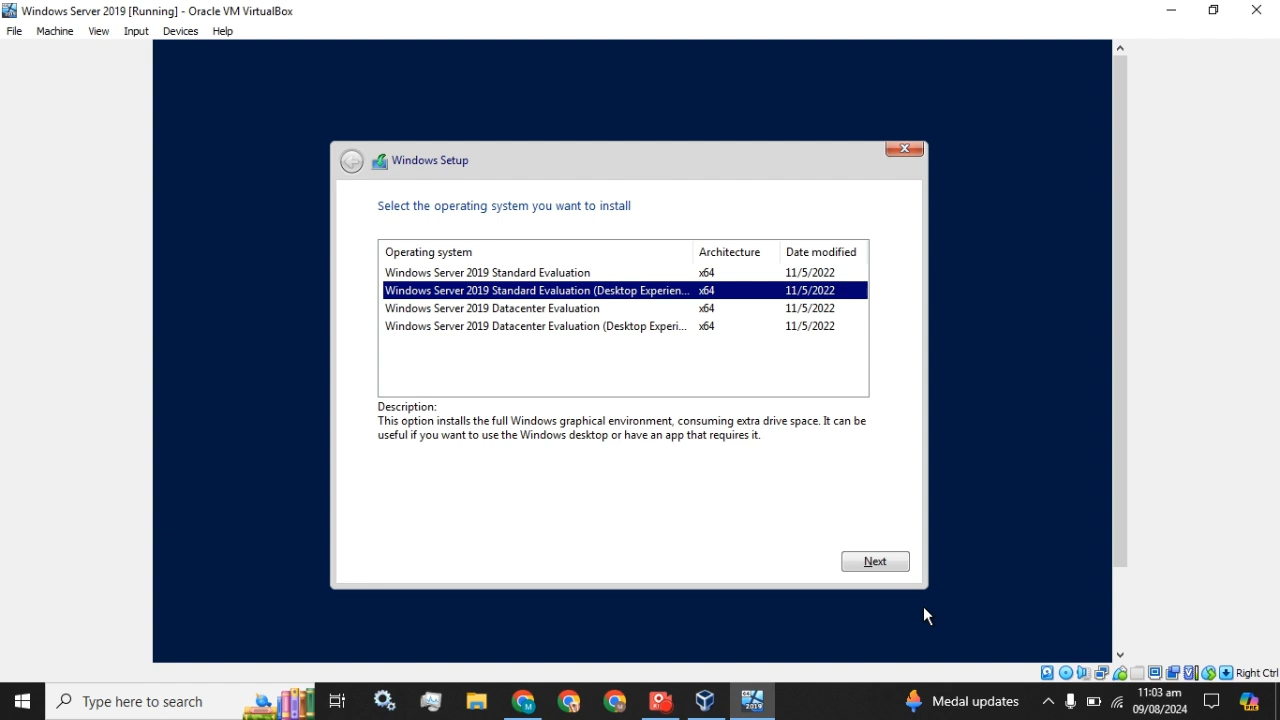 Windows Server 2019 [Running] - Oracle VM VirtualBox
File Machine View Input Devices Help
Windows Setup
Select the operating system you want to install
Operating system Architecture Date modified
Windows Server 2019 Standard Evaluation x64 11/5/2022
Windows Server 2019 Standard Evaluation (Desktop Experien... x64 11/5/2022
Windows Server 2019 Datacenter Evaluation x64 11/5/2022
Windows Server 2019 Datacenter Evaluation (Desktop Experi... x64 11/5/2022
Description:
This option installs the full Windows graphical environment, consuming extra drive space. It can be
useful if you want to use the Windows desktop or have an app that requires it.
Next
Right Ctrl
Type here to search
2019
Medal updates
11:03 am
09/08/2024